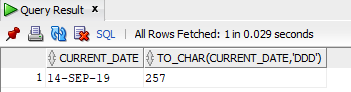 Query Result x
SQL | All Rows Fetched: 1 in 0.029 seconds
CURRENT_DATE TO_CHAR(CURRENT_DATE,'DDD')
1 14-SEP-19 257